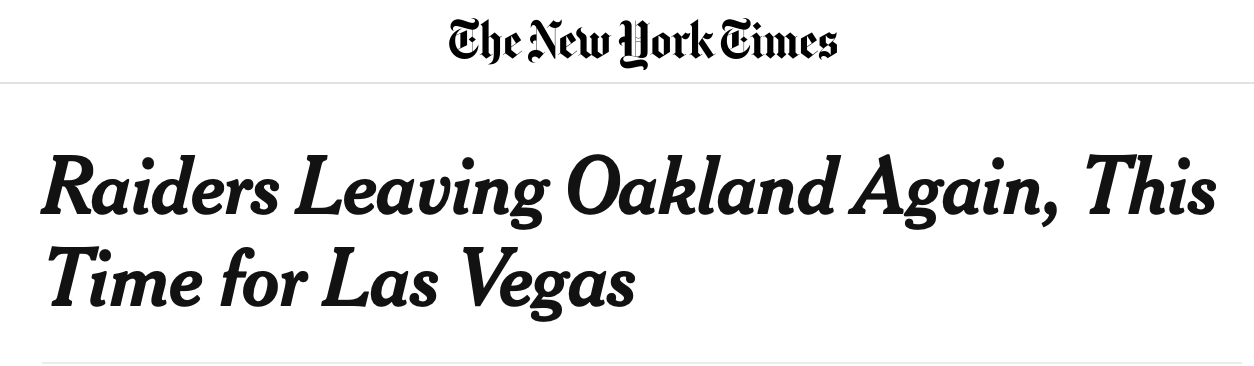 The New York Times
Raiders Leaving Oakland Again, This
Time for Las Vegas